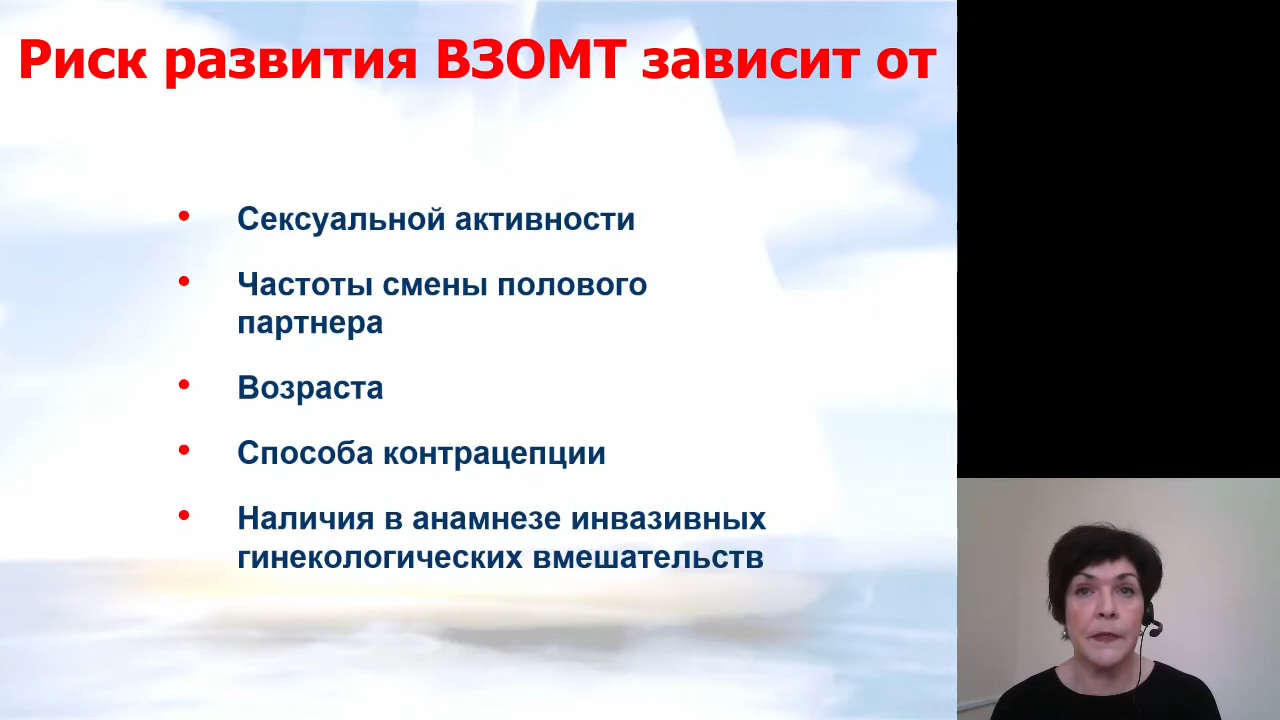 Риск развития ВЗОМТ зависит от
• Сексуальной активности
• Частоты смены полового
партнера
• Возраста
• Способа контрацепции
• Наличия в анамнезе инвазивных
гинекологических вмешательств